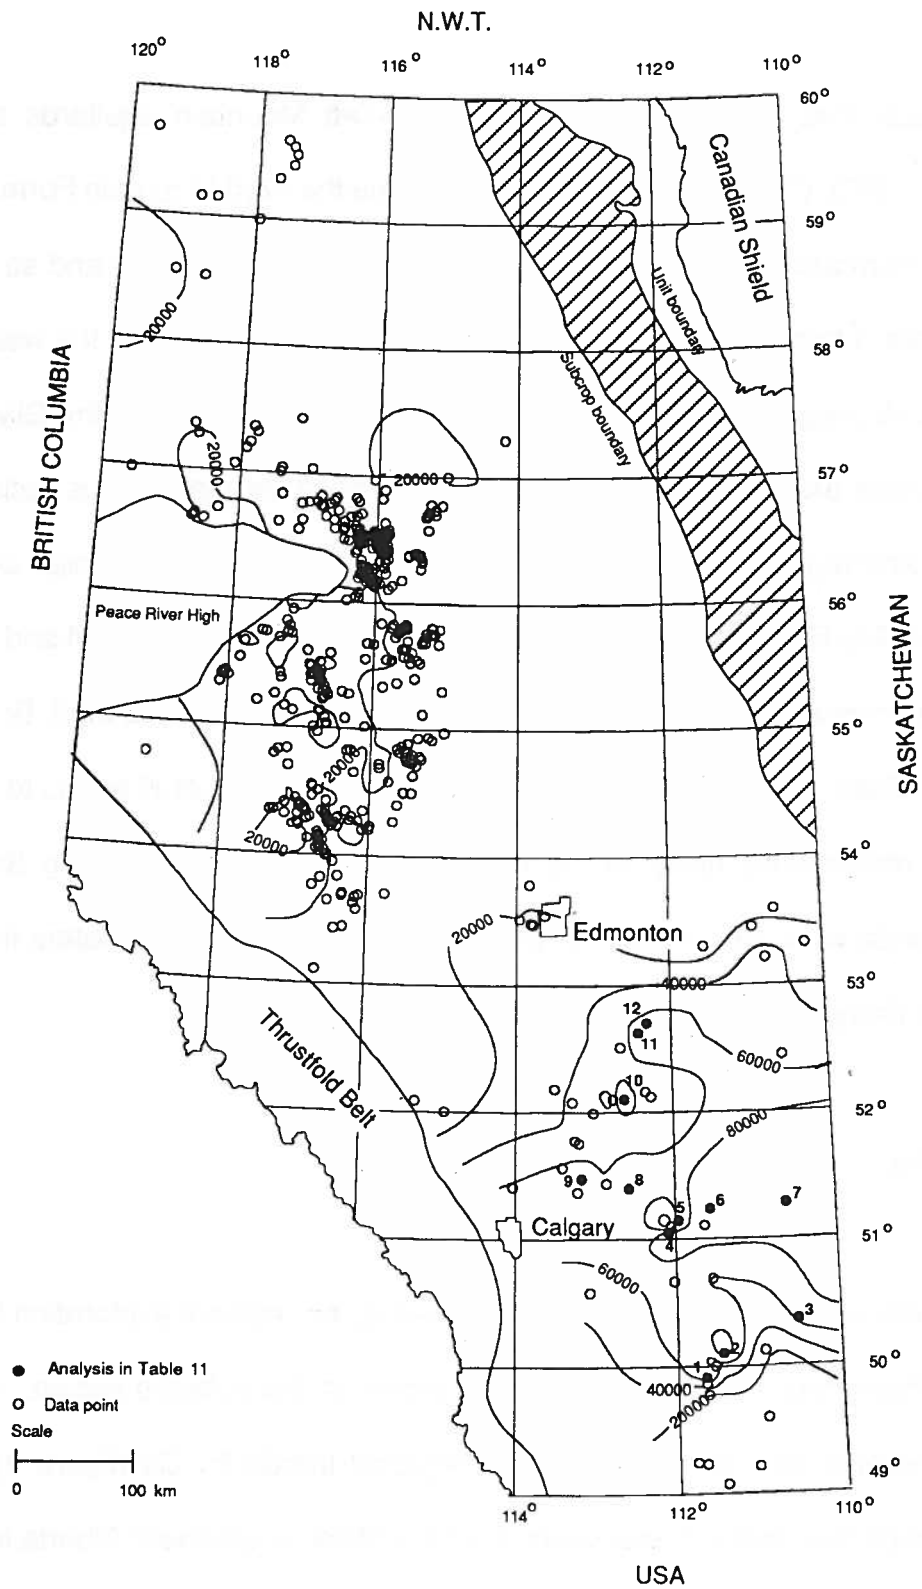 N.W.T.
120° 118° 116° 114° 112° 110°
60°
Canadian Shield
59°
Unit boundary
20000
58°
Subcrop boundary
BRITISH COLUMBIA
20000
20000
57°
56°
Peace River High
SASKATCHEWAN
55°
20000
20000
54°
20000
Edmonton
40000
53°
12
11
60000
Thrustfold Belt
10
52°
80000
9 8 7
6
5
Calgary
4
51°
60000
3
2
1
50°
40000
20000
Analysis in Table 11
Data point
Scale
0 100 km
49°
114° 112° 110°
USA